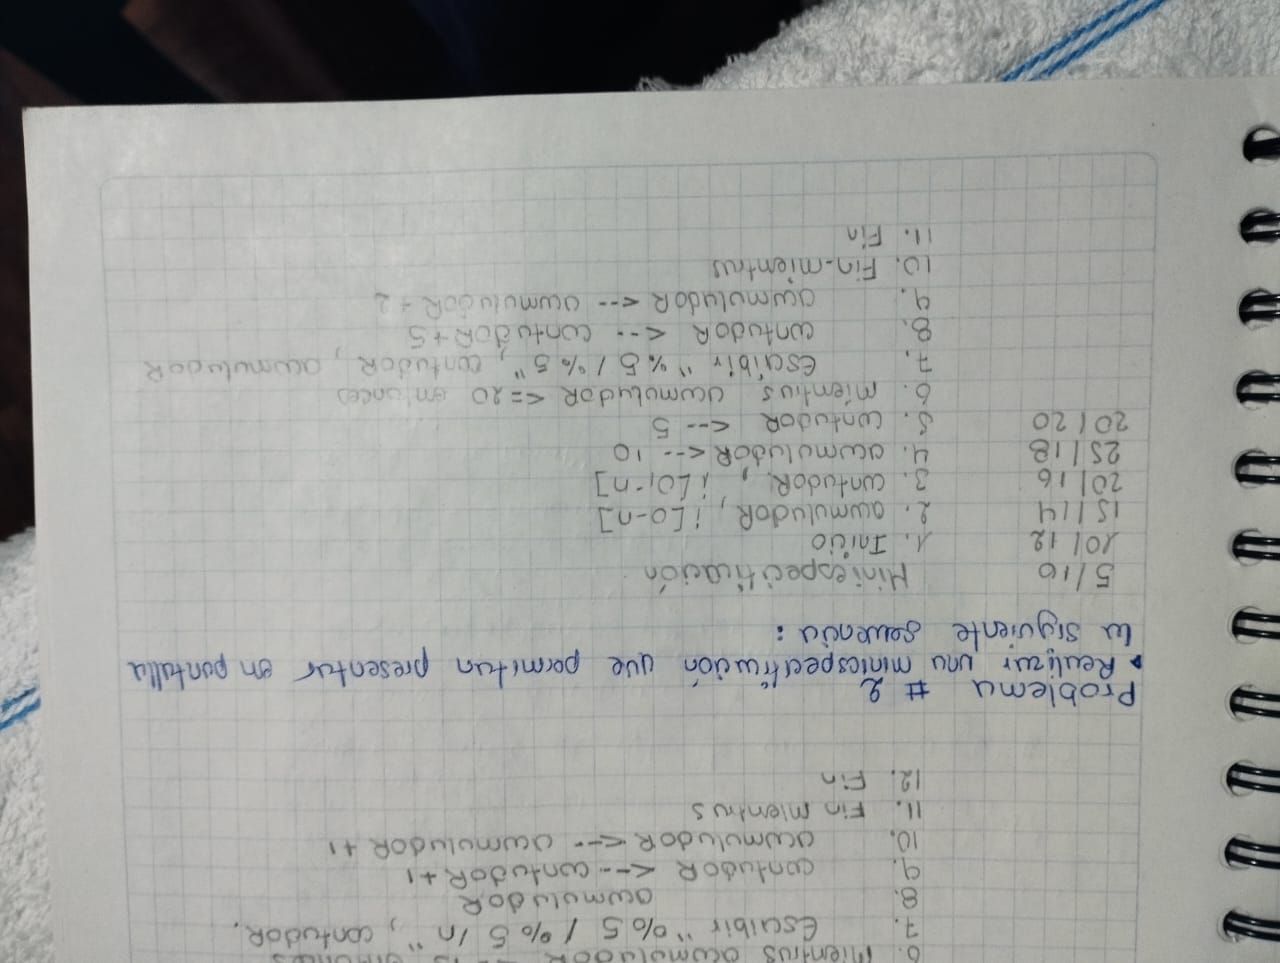 6. Mientras acumulador
7. Escribir "%5 / %5 /n", contador,
8. acumulador
9. contador <-- contador+1
10. acumulador <-- acumulador +1
11. Fin mientras
12. Fin
Problema # 2
• Realizar una miniespecificación que permitan presentar en pantalla
la siguiente secuencia:
5/10 Miniespecificación
10/12 1. Inicio
15/14 2. acumulador, i[0-n]
20/16 3. contador, i[0,-n]
25/18 4. acumulador <-- 10
20/20 5. contador <-- 5
6. mientras acumulador <=20 entonces
7. Escribir "%5 / %5", contador, acumulador
8. contador <-- contador+5
9. acumulador <-- acumulador + 2
10. Fin-mientras
11. Fin